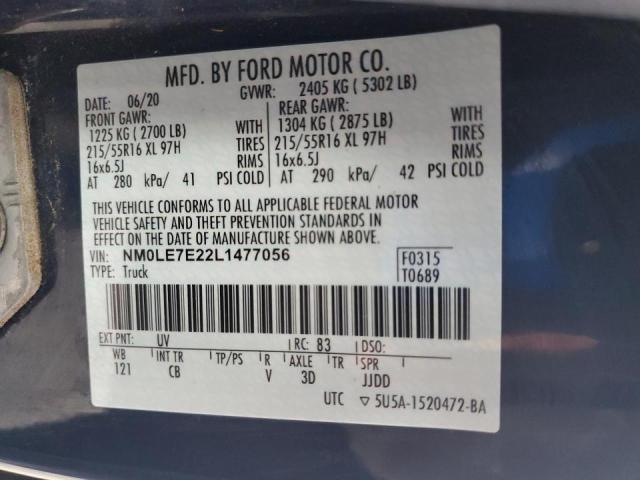 MFD. BY FORD MOTOR CO.
DATE: 06/20 GVWR: 2405 KG ( 5302 LB)
FRONT GAWR: REAR GAWR:
1225 KG ( 2700 LB) WITH 1304 KG ( 2875 LB) WITH
215/55R16 XL 97H TIRES 215/55R16 XL 97H TIRES
16x6.5J RIMS 16x6.5J RIMS
AT 280 kPa/ 41 PSI COLD AT 290 kPa/ 42 PSI COLD
THIS VEHICLE CONFORMS TO ALL APPLICABLE FEDERAL MOTOR
VEHICLE SAFETY AND THEFT PREVENTION STANDARDS IN
EFFECT ON THE DATE OF MANUFACTURE SHOWN ABOVE.
VIN: NM0LE7E22L1477056 F0315
TYPE: Truck T0689
EXT PNT: UV RC: 83 DSO:
WB INT TR TP/PS R AXLE TR SPR
121 CB V 3D JJDD
UTC ▽ 5U5A-1520472-BA